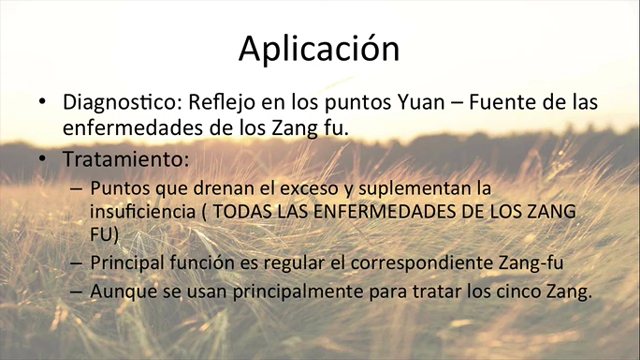 Aplicación
• Diagnostico: Reflejo en los puntos Yuan – Fuente de las
enfermedades de los Zang fu.
• Tratamiento:
– Puntos que drenan el exceso y suplementan la
insuficiencia ( TODAS LAS ENFERMEDADES DE LOS ZANG
FU)
– Principal función es regular el correspondiente Zang-fu
– Aunque se usan principalmente para tratar los cinco Zang.